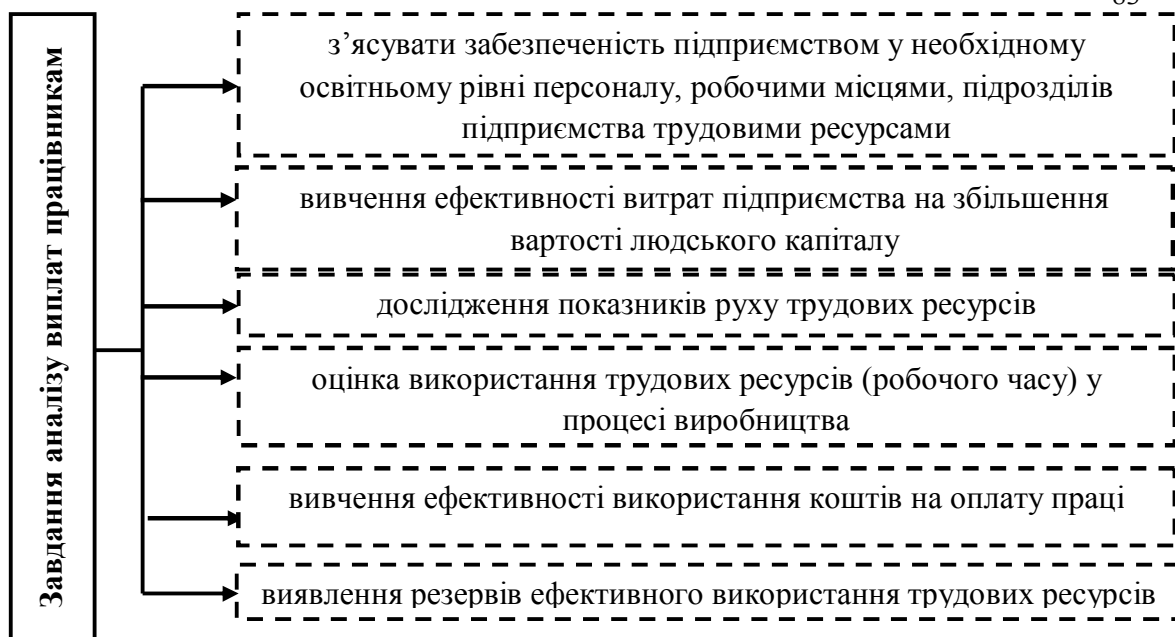 Завдання аналізу виплат працівникам
з’ясувати забезпеченість підприємством у необхідному
освітньому рівні персоналу, робочими місцями, підрозділів
підприємства трудовими ресурсами
вивчення ефективності витрат підприємства на збільшення
вартості людського капіталу
дослідження показників руху трудових ресурсів
оцінка використання трудових ресурсів (робочого часу) у
процесі виробництва
вивчення ефективності використання коштів на оплату праці
виявлення резервів ефективного використання трудових ресурсів